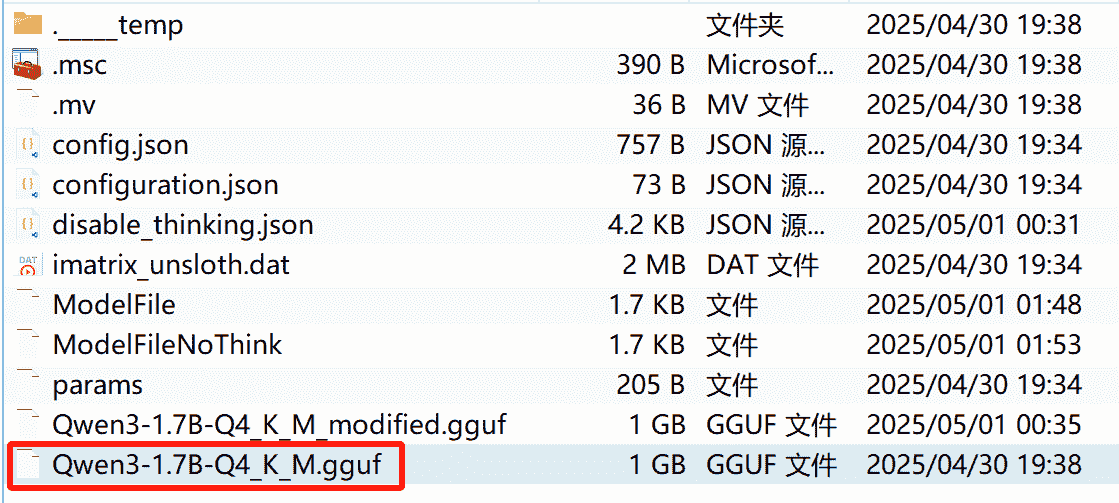 ._____temp 文件夹 2025/04/30 19:38
.msc 390 B Microsof... 2025/04/30 19:38
.mv 36 B MV 文件 2025/04/30 19:38
config.json 757 B JSON 源... 2025/04/30 19:34
configuration.json 73 B JSON 源... 2025/04/30 19:34
disable_thinking.json 4.2 KB JSON 源... 2025/05/01 00:31
imatrix_unsloth.dat 2 MB DAT 文件 2025/04/30 19:34
ModelFile 1.7 KB 文件 2025/05/01 01:48
ModelFileNoThink 1.7 KB 文件 2025/05/01 01:53
params 205 B 文件 2025/04/30 19:34
Qwen3-1.7B-Q4_K_M_modified.gguf 1 GB GGUF 文件 2025/05/01 00:35
Qwen3-1.7B-Q4_K_M.gguf 1 GB GGUF 文件 2025/04/30 19:38